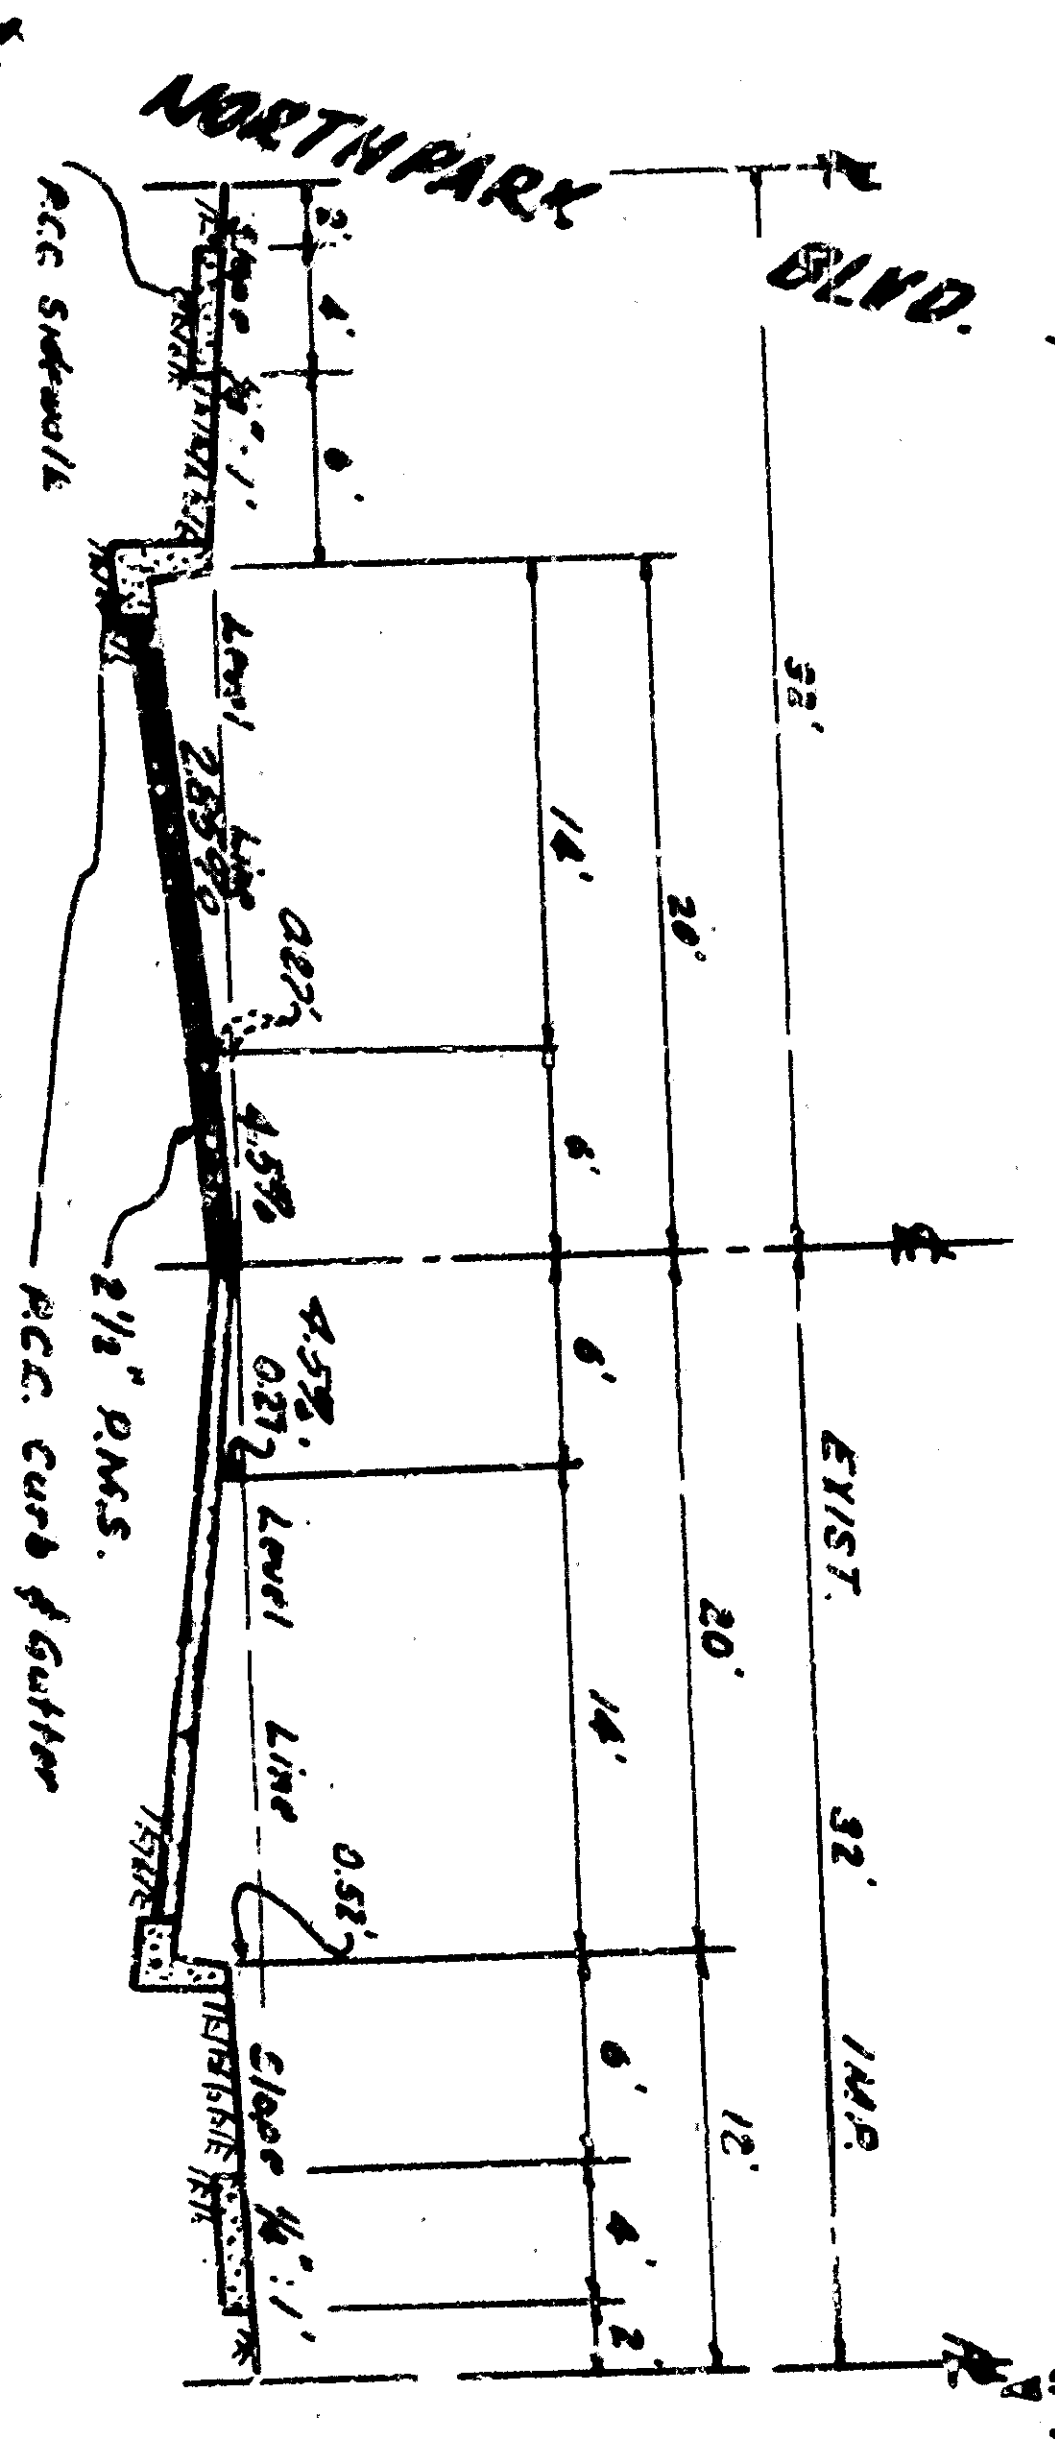 NORTHPARK BLVD.
32'
EXIST. 32' IMP.
20'
20'
12'
14'
6'
6'
14'
6'
4'
2'
2'
4'
6'
0.27'
4.5%
4.5%
0.27'
0.52'
Slope 1/4" : 1'
Level Line
2.855%
Level Line
Slope 1/4" : 1'
P.C.C. Sidewalk
2 1/2" P.M.S.
P.C.C. Curb & Gutter